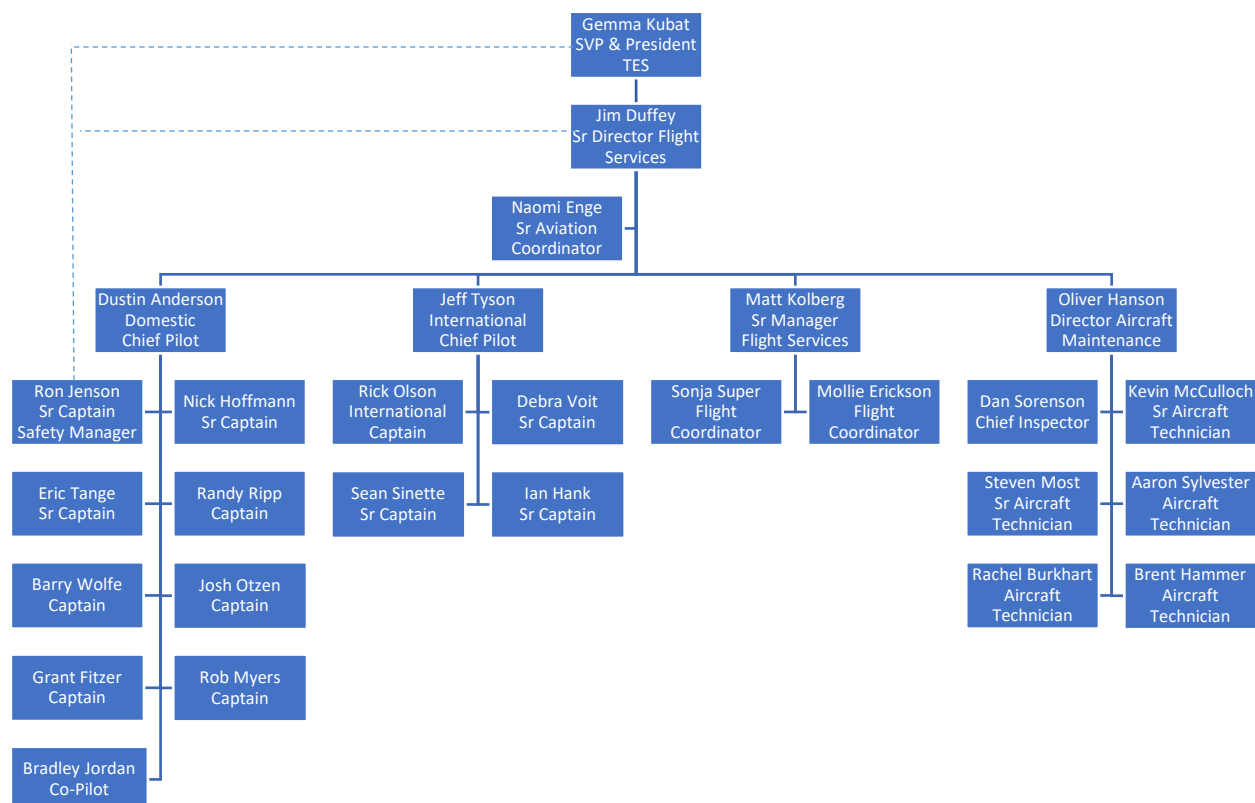 Gemma Kubat
SVP & President
TES
Jim Duffey
Sr Director Flight
Services
Naomi Enge
Sr Aviation
Coordinator
Dustin Anderson
Domestic
Chief Pilot
Jeff Tyson
International
Chief Pilot
Matt Kolberg
Sr Manager
Flight Services
Oliver Hanson
Director Aircraft
Maintenance
Ron Jenson
Sr Captain
Safety Manager
Nick Hoffmann
Sr Captain
Rick Olson
International
Captain
Debra Voit
Sr Captain
Sonja Super
Flight
Coordinator
Mollie Erickson
Flight
Coordinator
Dan Sorenson
Chief Inspector
Kevin McCulloch
Sr Aircraft
Technician
Eric Tange
Sr Captain
Randy Ripp
Captain
Sean Sinette
Sr Captain
Ian Hank
Sr Captain
Steven Most
Sr Aircraft
Technician
Aaron Sylvester
Aircraft
Technician
Barry Wolfe
Captain
Josh Otzen
Captain
Rachel Burkhart
Aircraft
Technician
Brent Hammer
Aircraft
Technician
Grant Fitzer
Captain
Rob Myers
Captain
Bradley Jordan
Co-Pilot